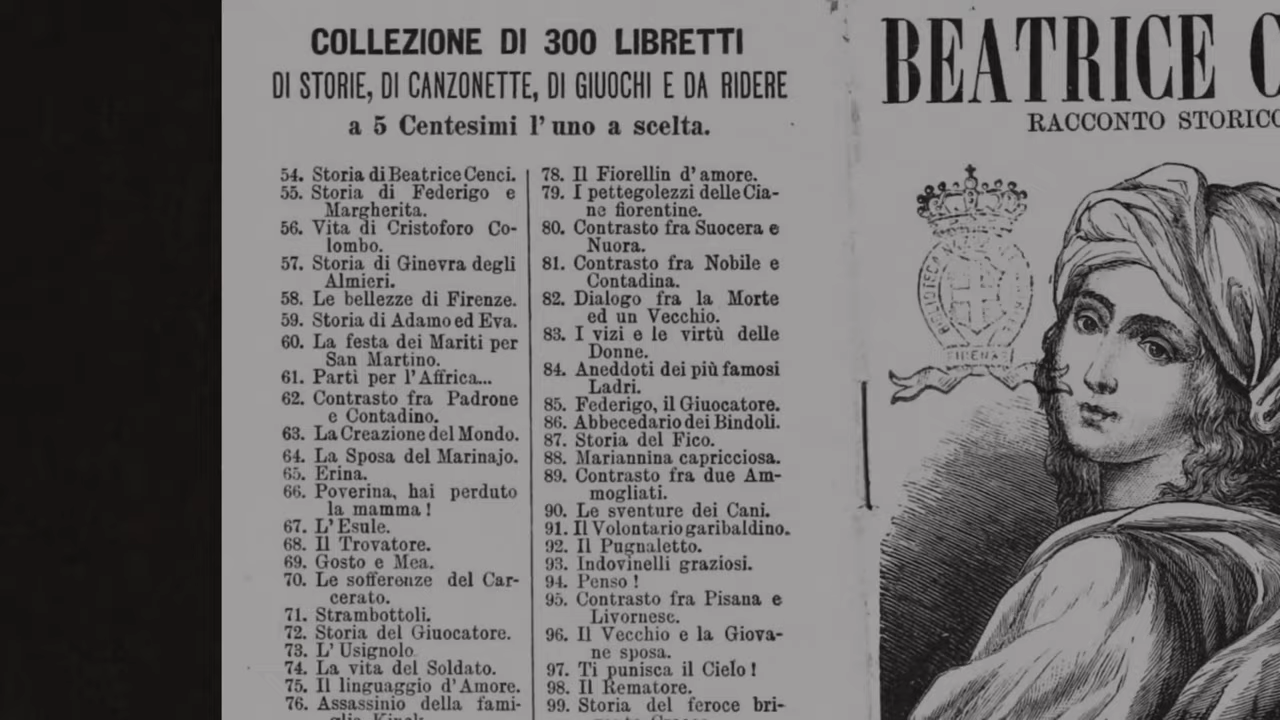 COLLEZIONE DI 300 LIBRETTI
DI STORIE, DI CANZONETTE, DI GIUOCHI E DA RIDERE
a 5 Centesimi l'uno a scelta.
54. Storia di Beatrice Cenci.
55. Storia di Federigo e
Margherita.
56. Vita di Cristoforo Co-
lombo.
57. Storia di Ginevra degli
Almieri.
58. Le bellezze di Firenze.
59. Storia di Adamo ed Eva.
60. La festa dei Mariti per
San Martino.
61. Parti per l'Affrica...
62. Contrasto fra Padrone
e Contadino.
63. La Creazione del Mondo.
64. La Sposa del Marinajo.
65. Erina.
66. Poverina, hai perduto
la mamma!
67. L'Esule.
68. Il Trovatore.
69. Gosto e Mea.
70. Le sofferenze del Car-
cerato.
71. Strambottoli.
72. Storia del Giuocatore.
73. L'Usignolo
74. La vita del Soldato.
75. Il linguaggio d'Amore.
76. Assassinio della fami-
78. Il Fiorellin d'amore.
79. I pettegolezzi delle Cia-
ne fiorentine.
80. Contrasto fra Suocera e
Nuora.
81. Contrasto fra Nobile e
Contadina.
82. Dialogo fra la Morte
ed un Vecchio.
83. I vizi e le virtù delle
Donne.
84. Aneddoti dei più famosi
Ladri.
85. Federigo, il Giuocatore.
86. Abbecedario dei Bindoli.
87. Storia del Fico.
88. Mariannina capricciosa.
89. Contrasto fra due Am-
mogliati.
90. Le sventure dei Cani.
91. Il Volontario garibaldino.
92. Il Pugnaletto.
93. Indovinelli graziosi.
94. Penso!
95. Contrasto fra Pisana e
Livornese.
96. Il Vecchio e la Giova-
ne sposa.
97. Ti punisca il Cielo!
98. Il Rematore.
99. Storia del feroce bri-
BEATRICE C
RACCONTO STORICO